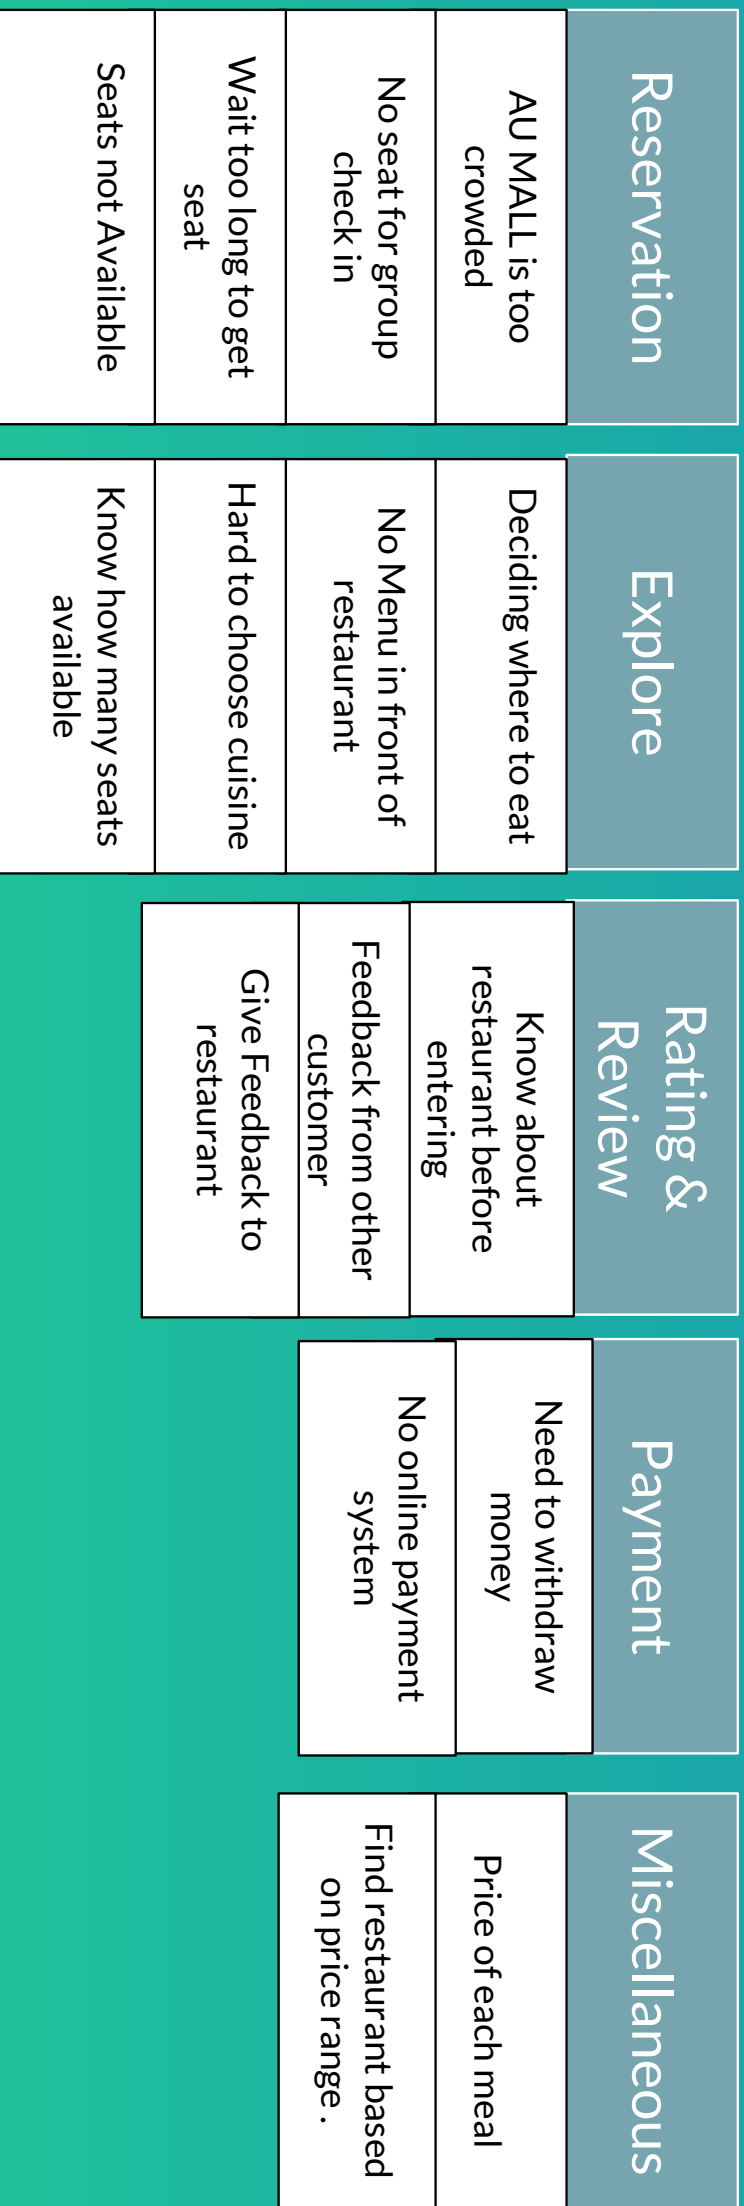 Reservation
AU MALL is too
crowded
No seat for group
check in
Wait too long to get
seat
Seats not Available
Explore
Deciding where to eat
No Menu in front of
restaurant
Hard to choose cuisine
Know how many seats
available
Rating &
Review
Know about
restaurant before
entering
Feedback from other
customer
Give Feedback to
restaurant
Payment
Need to withdraw
money
No online payment
system
Miscellaneous
Price of each meal
Find restaurant based
on price range .